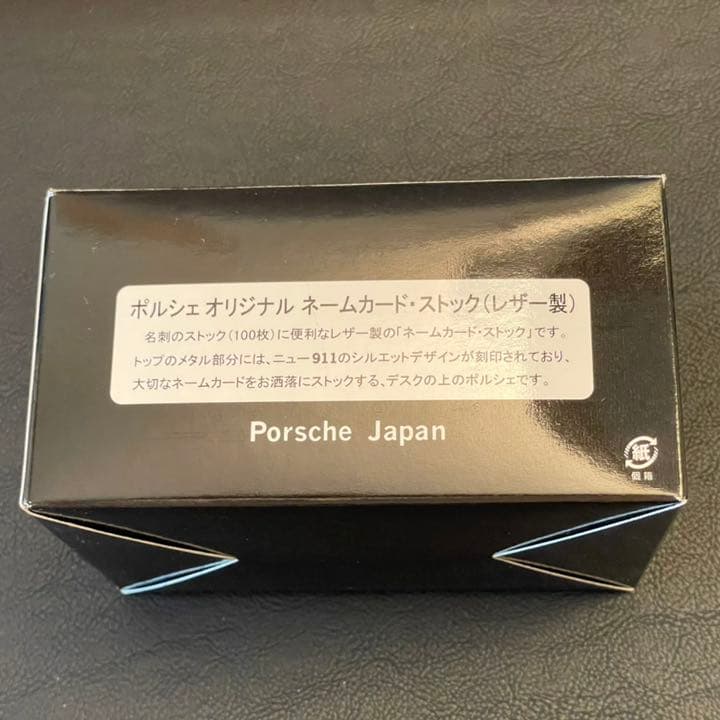 ポルシェ オリジナル ネームカード・ストック(レザー製)
名刺のストック(100枚)に便利なレザー製の「ネームカード・ストック」です。
トップのメタル部分には、ニュー911のシルエットデザインが刻印されており、
大切なネームカードをお洒落にストックする、デスクの上のポルシェです。
Porsche Japan
紙
個箱